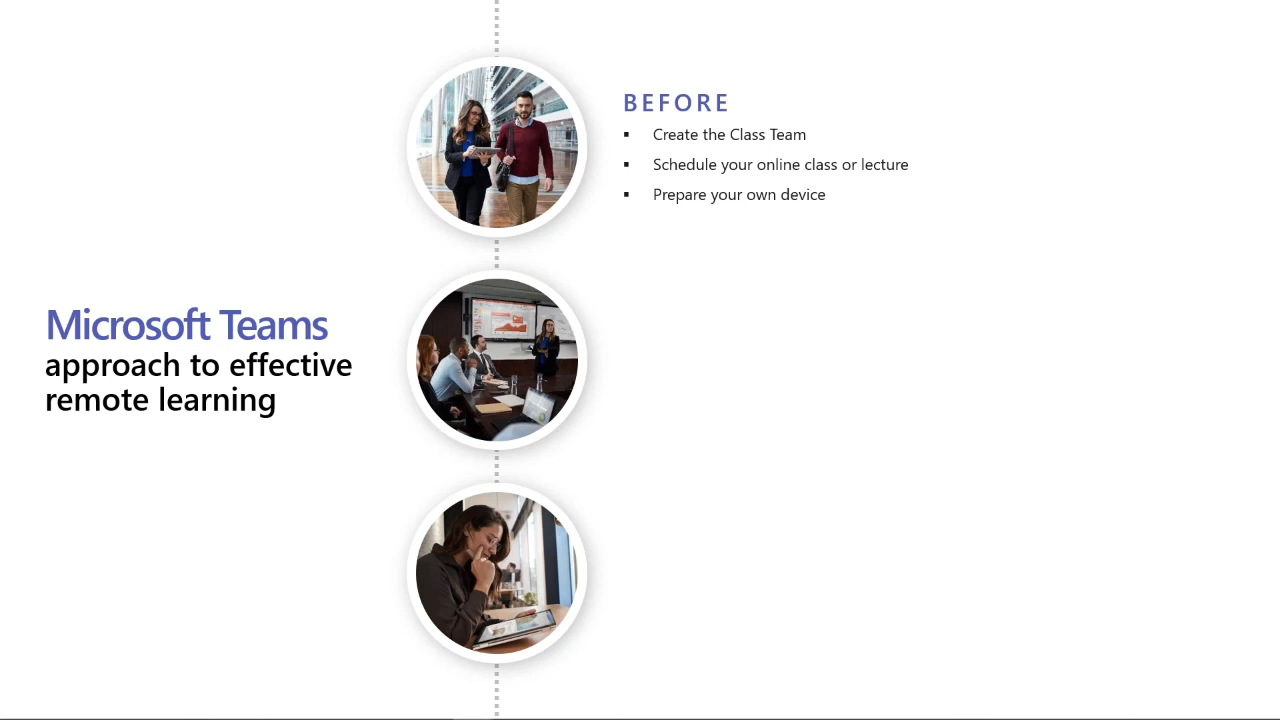 Microsoft Teams
approach to effective
remote learning
BEFORE
▪ Create the Class Team
▪ Schedule your online class or lecture
▪ Prepare your own device